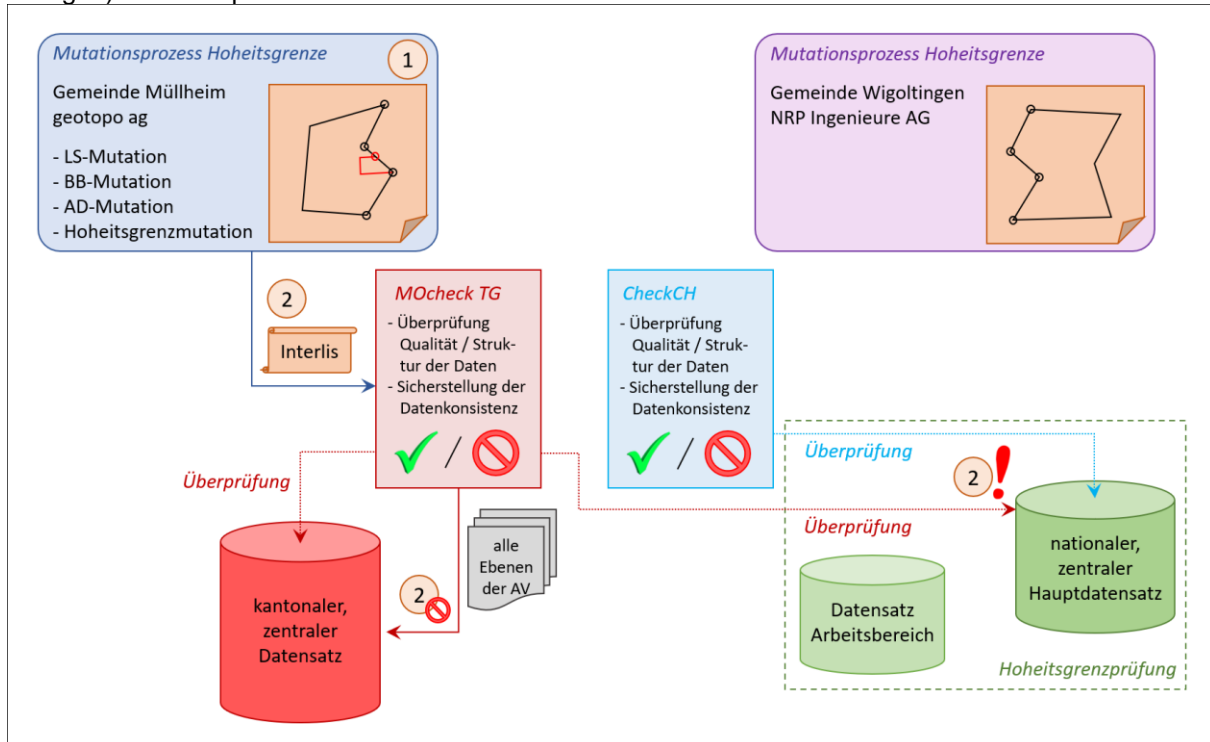 Mutationsprozess Hoheitsgrenze
1
Gemeinde Müllheim
geotopo ag
- LS-Mutation
- BB-Mutation
- AD-Mutation
- Hoheitsgrenzmutation
Mutationsprozess Hoheitsgrenze
Gemeinde Wigoltingen
NRP Ingenieure AG
2
Interlis
MOcheck TG
- Überprüfung
Qualität / Struk-
tur der Daten
- Sicherstellung der
Datenkonsistenz
/
CheckCH
- Überprüfung
Qualität / Struk-
tur der Daten
- Sicherstellung der
Datenkonsistenz
/
Überprüfung
Überprüfung
2
!
Überprüfung
alle
Ebenen
der AV
2
kantonaler,
zentraler
Datensatz
Datensatz
Arbeitsbereich
nationaler,
zentraler
Hauptdatensatz
Hoheitsgrenzprüfung